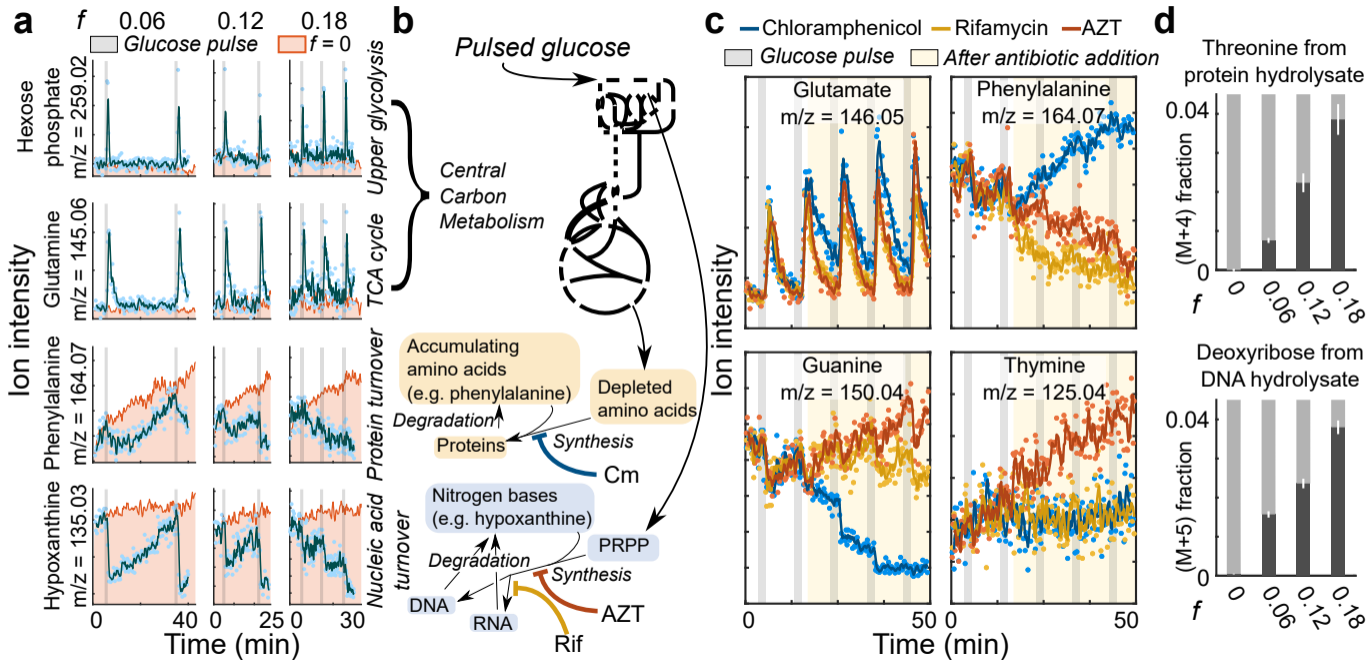 a
f
0.06
0.12
0.18
Glucose pulse
f = 0
Ion intensity
Hexose
phosphate
m/z = 259.02
Upper glycolysis
Glutamine
m/z = 145.06
TCA cycle
Phenylalanine
m/z = 164.07
Protein turnover
Hypoxanthine
m/z = 135.03
Nucleic acid
turnover
0
20
40
0
25
0
30
Time (min)
b
Pulsed glucose
Central
Carbon
Metabolism
Accumulating
amino acids
(e.g. phenylalanine)
Depleted
amino acids
Degradation
Proteins
Synthesis
Cm
Nitrogen bases
(e.g. hypoxanthine)
PRPP
Degradation
Synthesis
DNA
RNA
AZT
Rif
c
Chloramphenicol
Rifamycin
AZT
Glucose pulse
After antibiotic addition
Ion intensity
Glutamate
m/z = 146.05
Phenylalanine
m/z = 164.07
Guanine
m/z = 150.04
Thymine
m/z = 125.04
0
50
0
50
Time (min)
d
Threonine from
protein hydrolysate
(M+4) fraction
0.04
0
f
0
0.06
0.12
0.18
Deoxyribose from
DNA hydrolysate
(M+5) fraction
0.04
0
f
0
0.06
0.12
0.18